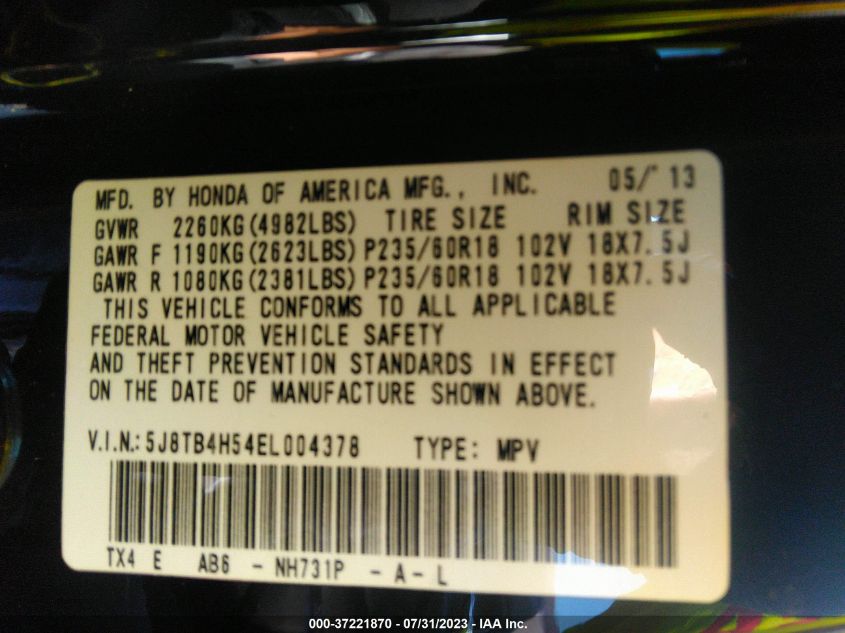 MFD. BY HONDA OF AMERICA MFG., INC. 05/13
GVWR 2260KG(4982LBS) TIRE SIZE RIM SIZE
GAWR F 1190KG(2623LBS) P235/60R18 102V 18X7.5J
GAWR R 1080KG(2381LBS) P235/60R18 102V 18X7.5J
THIS VEHICLE CONFORMS TO ALL APPLICABLE
FEDERAL MOTOR VEHICLE SAFETY
AND THEFT PREVENTION STANDARDS IN EFFECT
ON THE DATE OF MANUFACTURE SHOWN ABOVE.
V.I.N.: 5J8TB4H54EL004378 TYPE: MPV
TX4 E AB6 - NH731P - A - L
000-37221870 - 07/31/2023 - © IAA Inc.